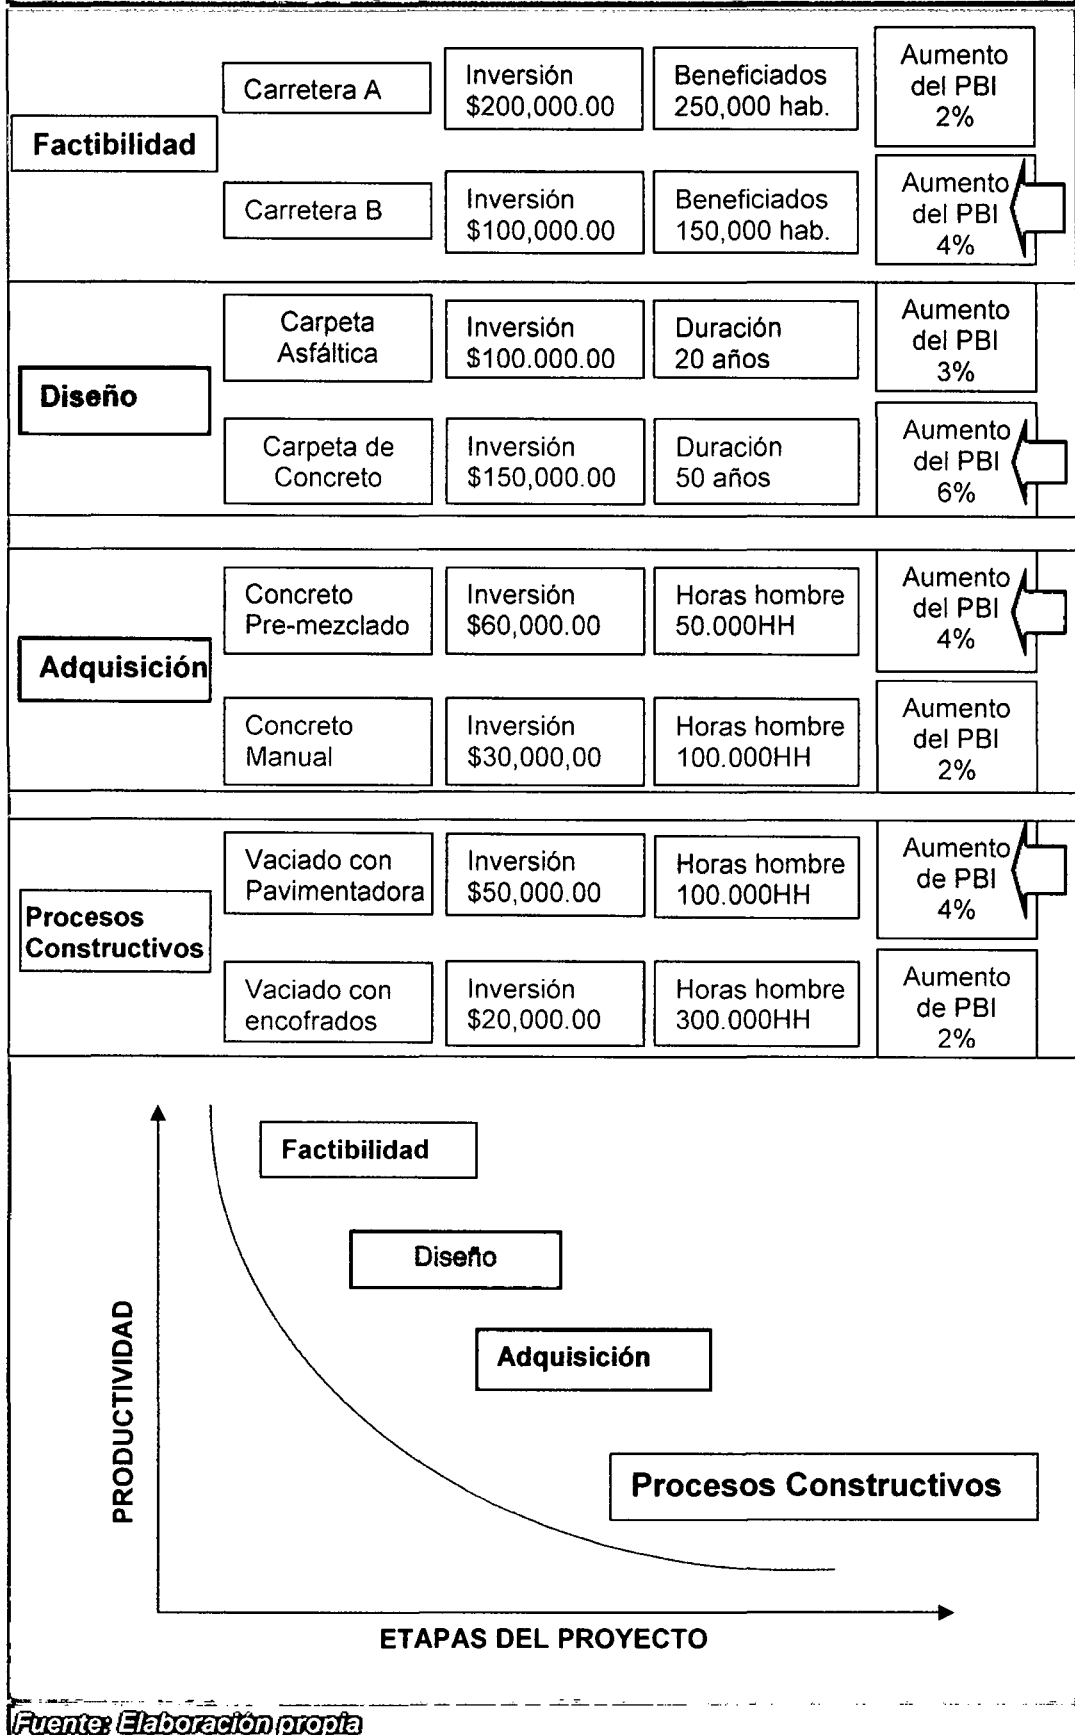 Factibilidad
Carretera A
Inversión
$200,000.00
Beneficiados
250,000 hab.
Aumento
del PBI
2%
Carretera B
Inversión
$100,000.00
Beneficiados
150,000 hab.
Aumento
del PBI
4%
Diseño
Carpeta
Asfáltica
Inversión
$100.000.00
Duración
20 años
Aumento
del PBI
3%
Carpeta de
Concreto
Inversión
$150,000.00
Duración
50 años
Aumento
del PBI
6%
Adquisición
Concreto
Pre-mezclado
Inversión
$60,000.00
Horas hombre
50.000HH
Aumento
del PBI
4%
Concreto
Manual
Inversión
$30,000,00
Horas hombre
100.000HH
Aumento
del PBI
2%
Procesos
Constructivos
Vaciado con
Pavimentadora
Inversión
$50,000.00
Horas hombre
100.000HH
Aumento
de PBI
4%
Vaciado con
encofrados
Inversión
$20,000.00
Horas hombre
300.000HH
Aumento
de PBI
2%
Factibilidad
Diseño
Adquisición
Procesos Constructivos
PRODUCTIVIDAD
ETAPAS DEL PROYECTO
Fuente: Elaboración propia